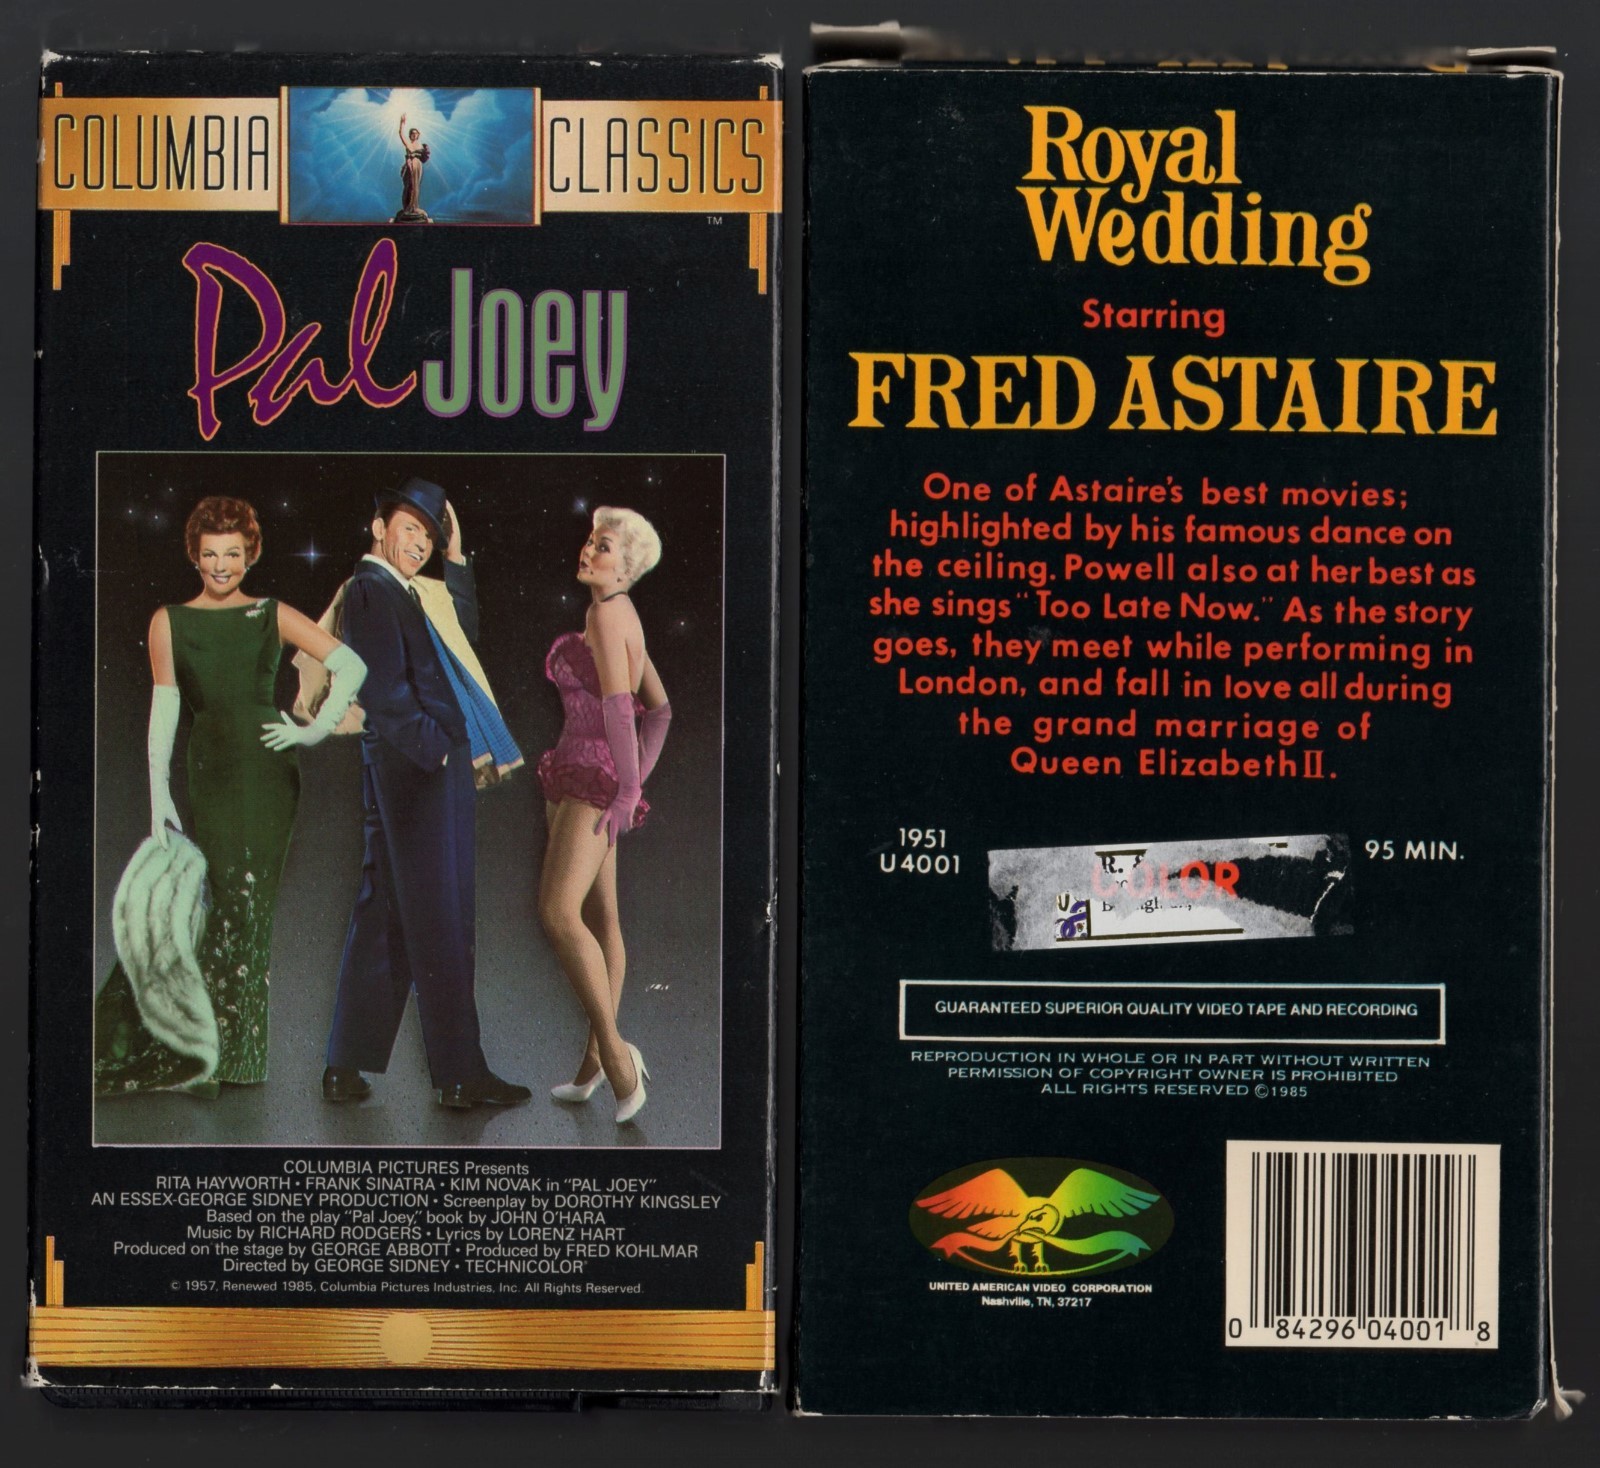 COLUMBIA CLASSICS
TM
Pal Joey
COLUMBIA PICTURES Presents
RITA HAYWORTH • FRANK SINATRA • KIM NOVAK in "PAL JOEY"
AN ESSEX-GEORGE SIDNEY PRODUCTION • Screenplay by DOROTHY KINGSLEY
Based on the play "Pal Joey," book by JOHN O'HARA
Music by RICHARD RODGERS • Lyrics by LORENZ HART
Produced on the stage by GEORGE ABBOTT • Produced by FRED KOHLMAR
Directed by GEORGE SIDNEY • TECHNICOLOR®
© 1957, Renewed 1985, Columbia Pictures Industries, Inc. All Rights Reserved.
Royal
Wedding
Starring
FRED ASTAIRE
One of Astaire's best movies;
highlighted by his famous dance on
the ceiling. Powell also at her best as
she sings "Too Late Now." As the story
goes, they meet while performing in
London, and fall in love all during
the grand marriage of
Queen Elizabeth II.
1951
U4001
R.
COLOR
95 MIN.
GUARANTEED SUPERIOR QUALITY VIDEO TAPE AND RECORDING
REPRODUCTION IN WHOLE OR IN PART WITHOUT WRITTEN
PERMISSION OF COPYRIGHT OWNER IS PROHIBITED
ALL RIGHTS RESERVED ©1985
UNITED AMERICAN VIDEO CORPORATION
Nashville, TN, 37217
0 84296 04001 8